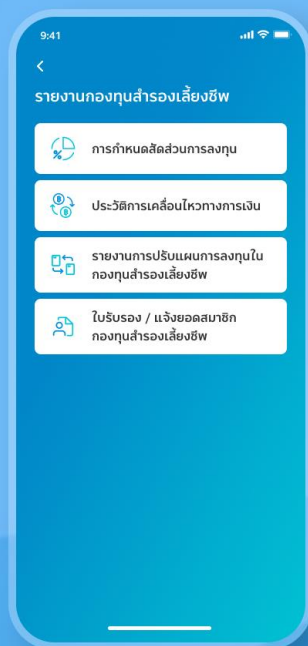 9:41
รายงานกองทุนสำรองเลี้ยงชีพ
การกำหนดสัดส่วนการลงทุน
ประวัติการเคลื่อนไหวทางการเงิน
รายงานการปรับแผนการลงทุนใน
กองทุนสำรองเลี้ยงชีพ
ใบรับรอง / แจ้งยอดสมาชิก
กองทุนสำรองเลี้ยงชีพ